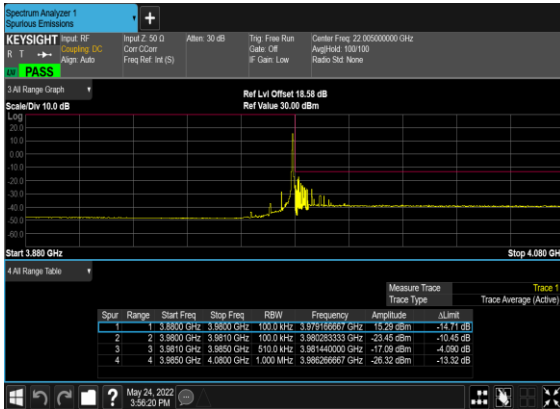 Spectrum Analyzer 1
Spurious Emissions
KEYSIGHT Input: RF Input Z: 50 Ω Atten: 30 dB Trig: Free Run Center Freq: 22.005000000 GHz
R T Coupling: DC Corr CCorr Gate: Off Avg|Hold: 100/100
Align: Auto Freq Ref: Int (S) IF Gain: Low Radio Std: None
LXI PASS
3 All Range Graph
Ref Lvl Offset 18.58 dB
Scale/Div 10.0 dB Ref Value 30.00 dBm
Log
20.0
10.0
0.00
-10.0
-20.0
-30.0
-40.0
-50.0
-60.0
Start 3.880 GHz Stop 4.080 GH
4 All Range Table
Measure Trace Trace 1
Trace Type Trace Average (Active)
Spur Range Start Freq Stop Freq RBW Frequency Amplitude ΔLimit
1 1 3.8800 GHz 3.9800 GHz 100.0 kHz 3.979166667 GHz 15.29 dBm -14.71 dB
2 2 3.9800 GHz 3.9810 GHz 100.0 kHz 3.980283333 GHz -23.45 dBm -10.45 dB
3 3 3.9810 GHz 3.9850 GHz 510.0 kHz 3.981440000 GHz -17.09 dBm -4.090 dB
4 4 3.9850 GHz 4.0800 GHz 1.000 MHz 3.986266667 GHz -26.32 dBm -13.32 dB
? May 24, 2022
3:56:20 PM